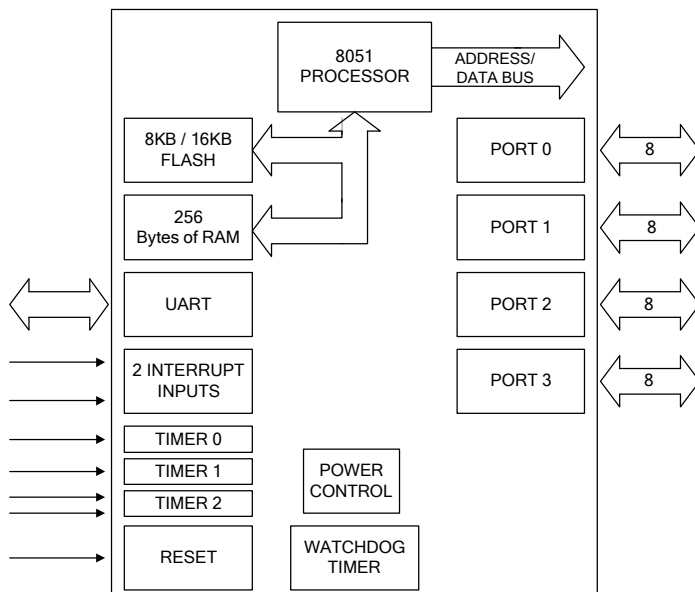 8051
PROCESSOR
ADDRESS/
DATA BUS
8KB / 16KB
FLASH
PORT 0
8
256
Bytes of RAM
PORT 1
8
UART
PORT 2
8
2 INTERRUPT
INPUTS
PORT 3
8
TIMER 0
TIMER 1
TIMER 2
POWER
CONTROL
RESET
WATCHDOG
TIMER